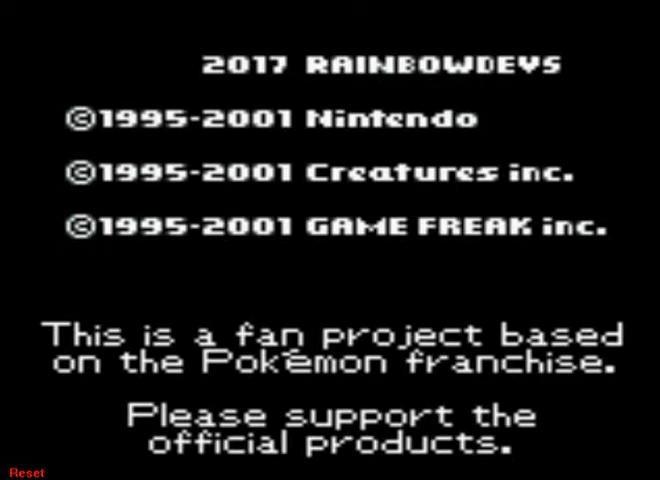 2017 RAINBOWDEVS
©1995-2001 Nintendo
©1995-2001 Creatures inc.
©1995-2001 GAME FREAK inc.
This is a fan project based
on the Pokémon franchise.
Please support the
official products.
Reset